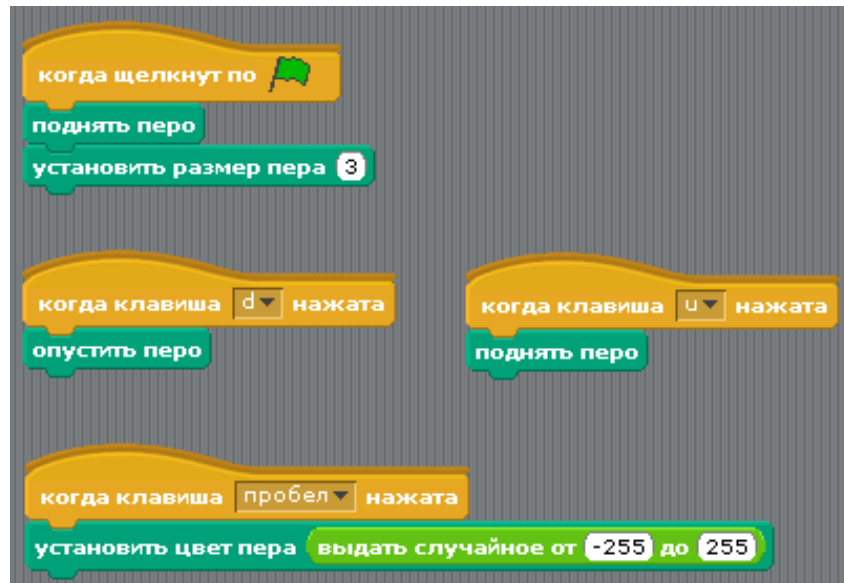 когда щелкнут по
поднять перо
установить размер пера 3
когда клавиша d нажата
опустить перо
когда клавиша u нажата
поднять перо
когда клавиша пробел нажата
установить цвет пера выдать случайное от -255 до 255